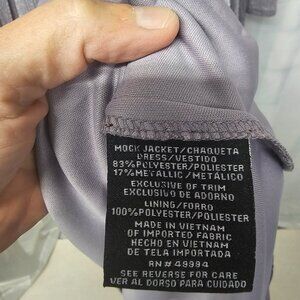 MOCK JACKET/CHAQUETA
DRESS/VESTIDO
83% POLYESTER/POLIESTER
17% METALLIC/METÁLICO
EXCLUSIVE OF TRIM
EXCLUSIVO DE ADORNO
LINING/FORRO
100% POLYESTER/POLIESTER
MADE IN VIETNAM
OF IMPORTED FABRIC
HECHO EN VIETNAM
DE TELA IMPORTADA
RN # 49994
SEE REVERSE FOR CARE
VER AL DORSO PARA CUIDADO